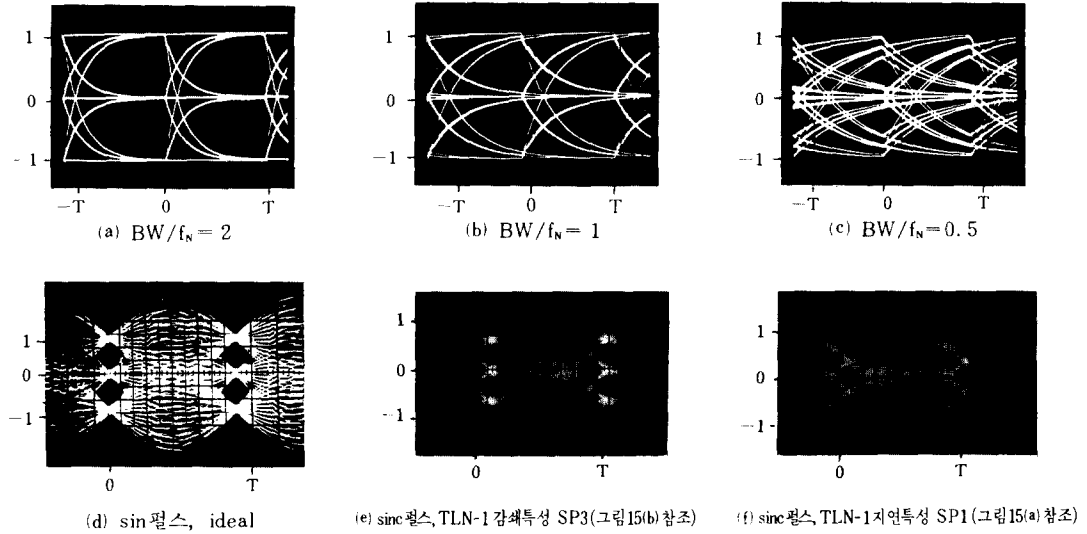 1
0
-1
-T 0 T
(a) BW/fN = 2
1
0
-1
-T 0 T
(b) BW/fN = 1
1
0
-1
-T 0 T
(c) BW/fN = 0.5
1
0
-1
0 T
(d) sin펄스, ideal
1
0
-1
0 T
(e) sinc펄스, TLN-1 감쇄특성 SP3(그림15(b)참조)
1
0
-1
0 T
(f) sinc펄스, TLN-1지연특성 SP1(그림15(a)참조)